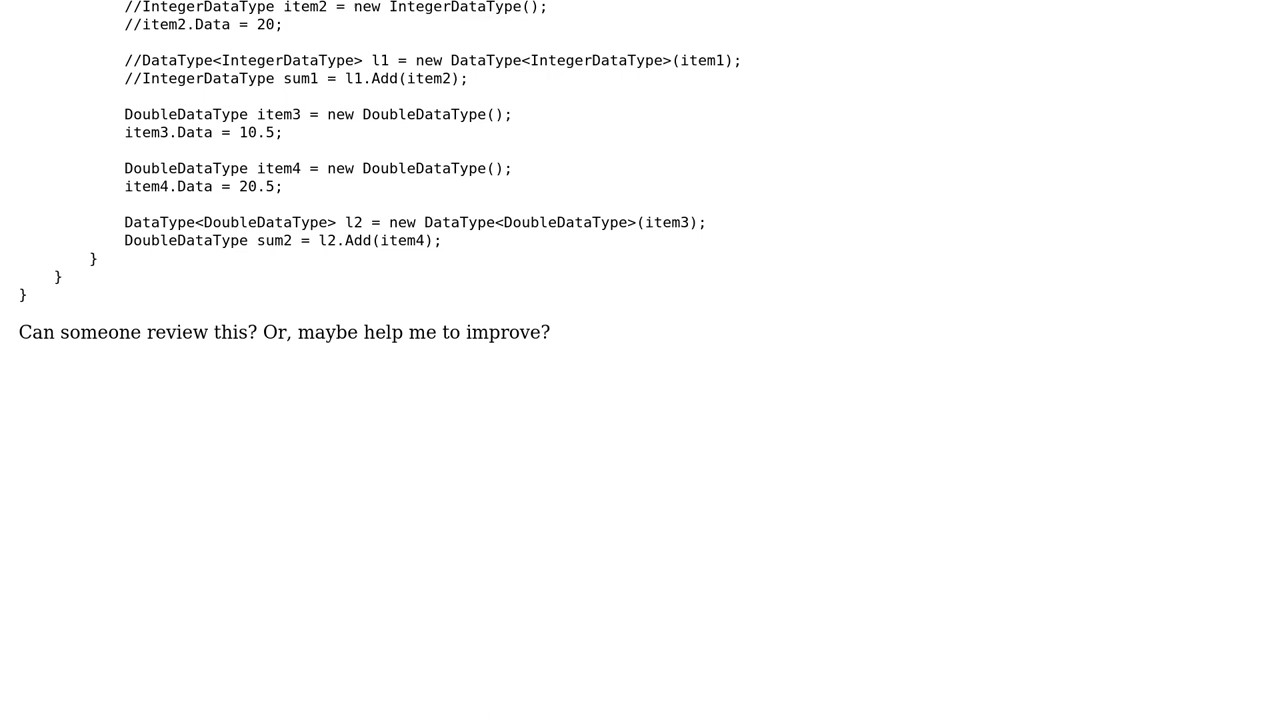 //IntegerDataType item2 = new IntegerDataType();
//item2.Data = 20;
//DataType<IntegerDataType> l1 = new DataType<IntegerDataType>(item1);
//IntegerDataType sum1 = l1.Add(item2);
DoubleDataType item3 = new DoubleDataType();
item3.Data = 10.5;
DoubleDataType item4 = new DoubleDataType();
item4.Data = 20.5;
DataType<DoubleDataType> l2 = new DataType<DoubleDataType>(item3);
DoubleDataType sum2 = l2.Add(item4);
}
}
}
Can someone review this? Or, maybe help me to improve?